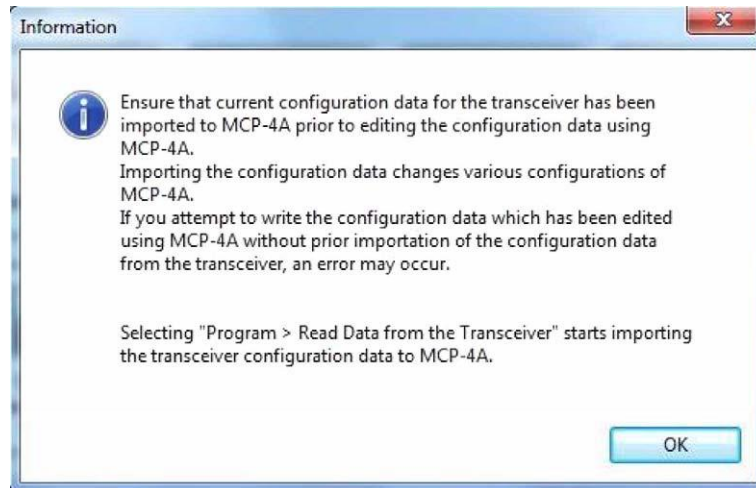 Information
Ensure that current configuration data for the transceiver has been
imported to MCP-4A prior to editing the configuration data using
MCP-4A.
Importing the configuration data changes various configurations of
MCP-4A.
If you attempt to write the configuration data which has been edited
using MCP-4A without prior importation of the configuration data
from the transceiver, an error may occur.
Selecting "Program > Read Data from the Transceiver" starts importing
the transceiver configuration data to MCP-4A.
OK